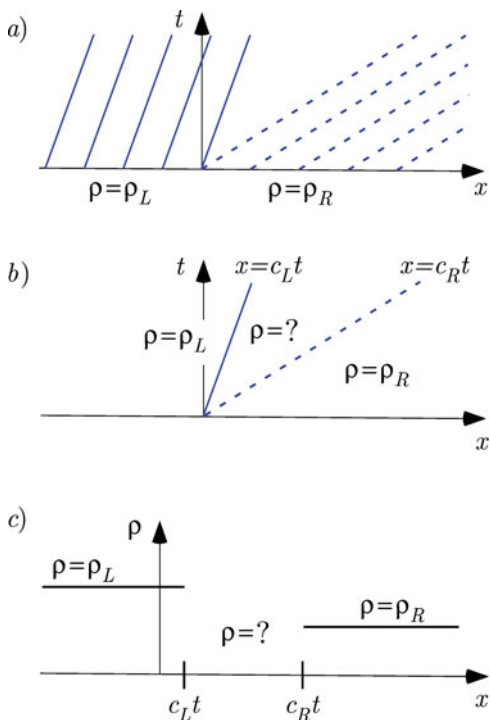 a)
t
ρ=ρ_L ρ=ρ_R x
b)
t x=c_Lt x=c_Rt
ρ=ρ_L ρ=?
ρ=ρ_R
x
c)
ρ
ρ=ρ_L ρ=ρ_R
ρ=?
c_Lt c_Rt x